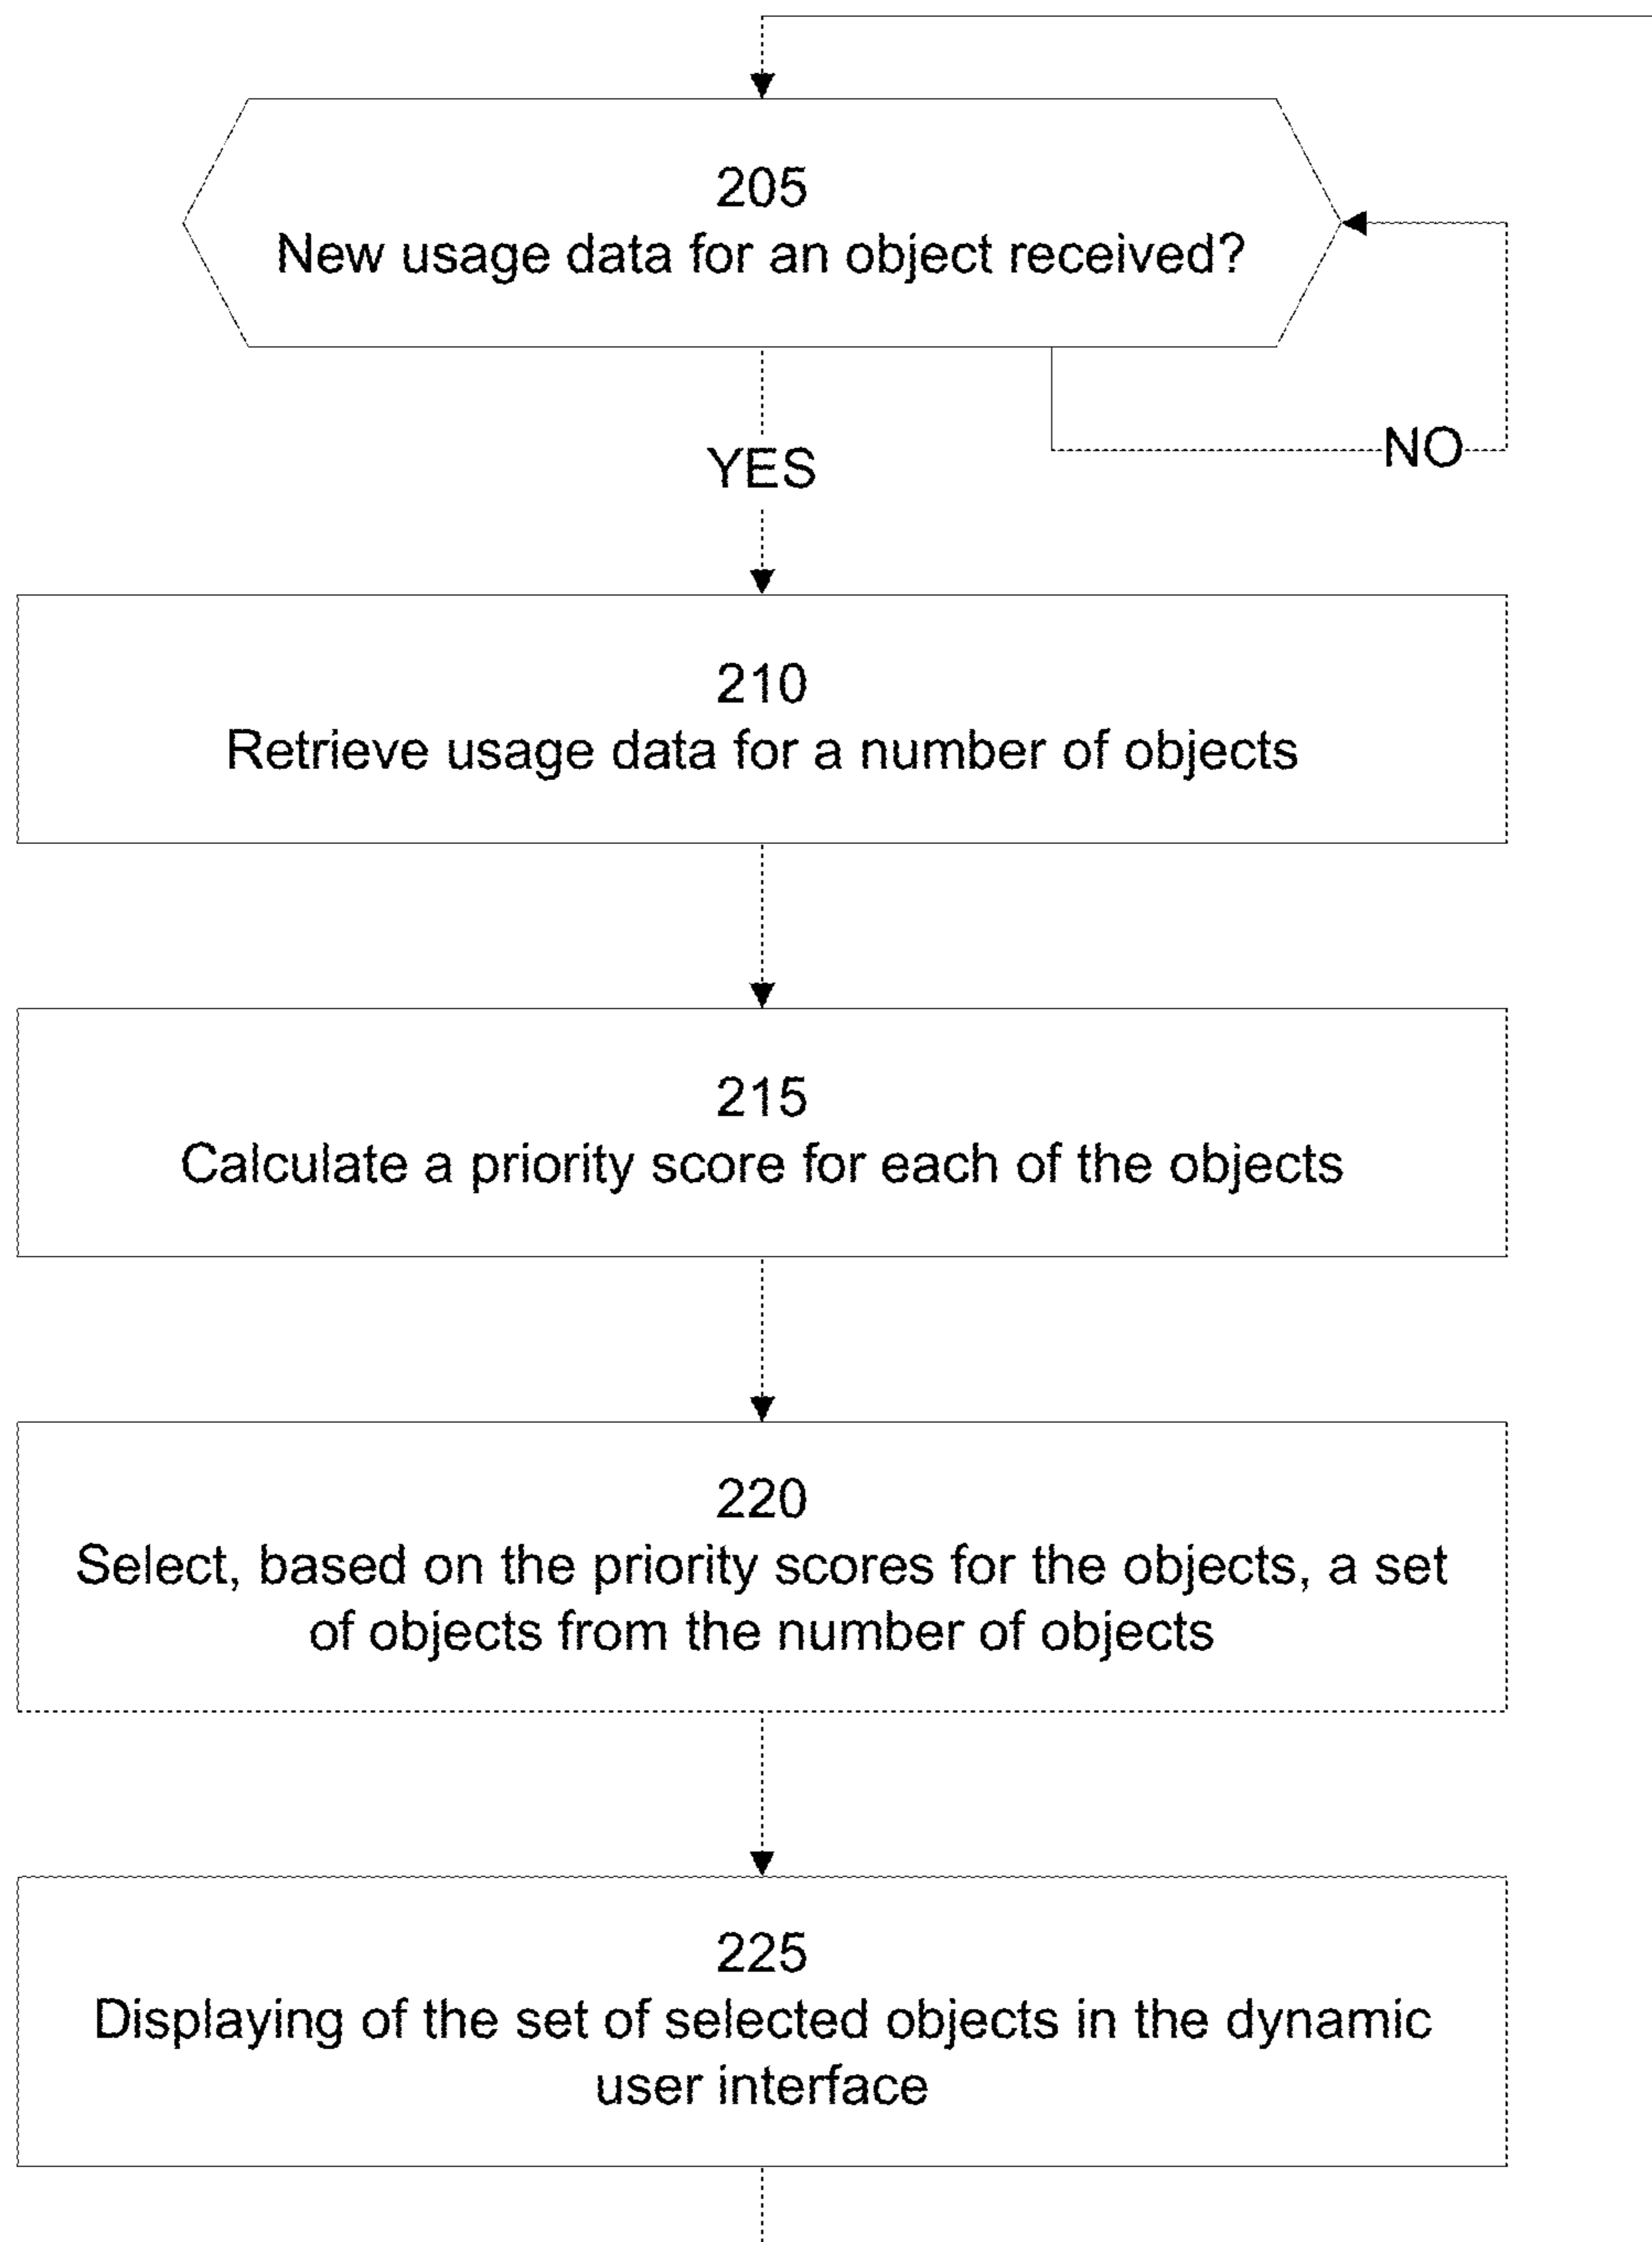 205
New usage data for an object received?
YES
NO
210
Retrieve usage data for a number of objects
215
Calculate a priority score for each of the objects
220
Select, based on the priority scores for the objects, a set
of objects from the number of objects
225
Displaying of the set of selected objects in the dynamic
user interface